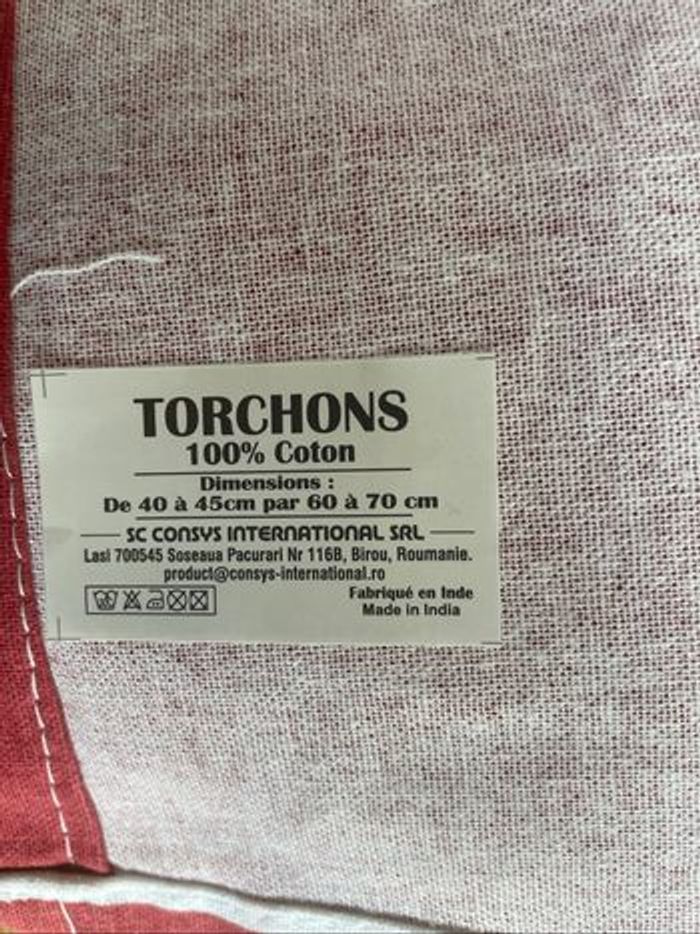 TORCHONS
100% Coton
Dimensions :
De 40 à 45cm par 60 à 70 cm
SC CONSYS INTERNATIONAL SRL
Lasi 700545 Soseaua Pacurari Nr 116B, Birou, Roumanie.
product@consys-international.ro
Fabriqué en Inde
Made in India